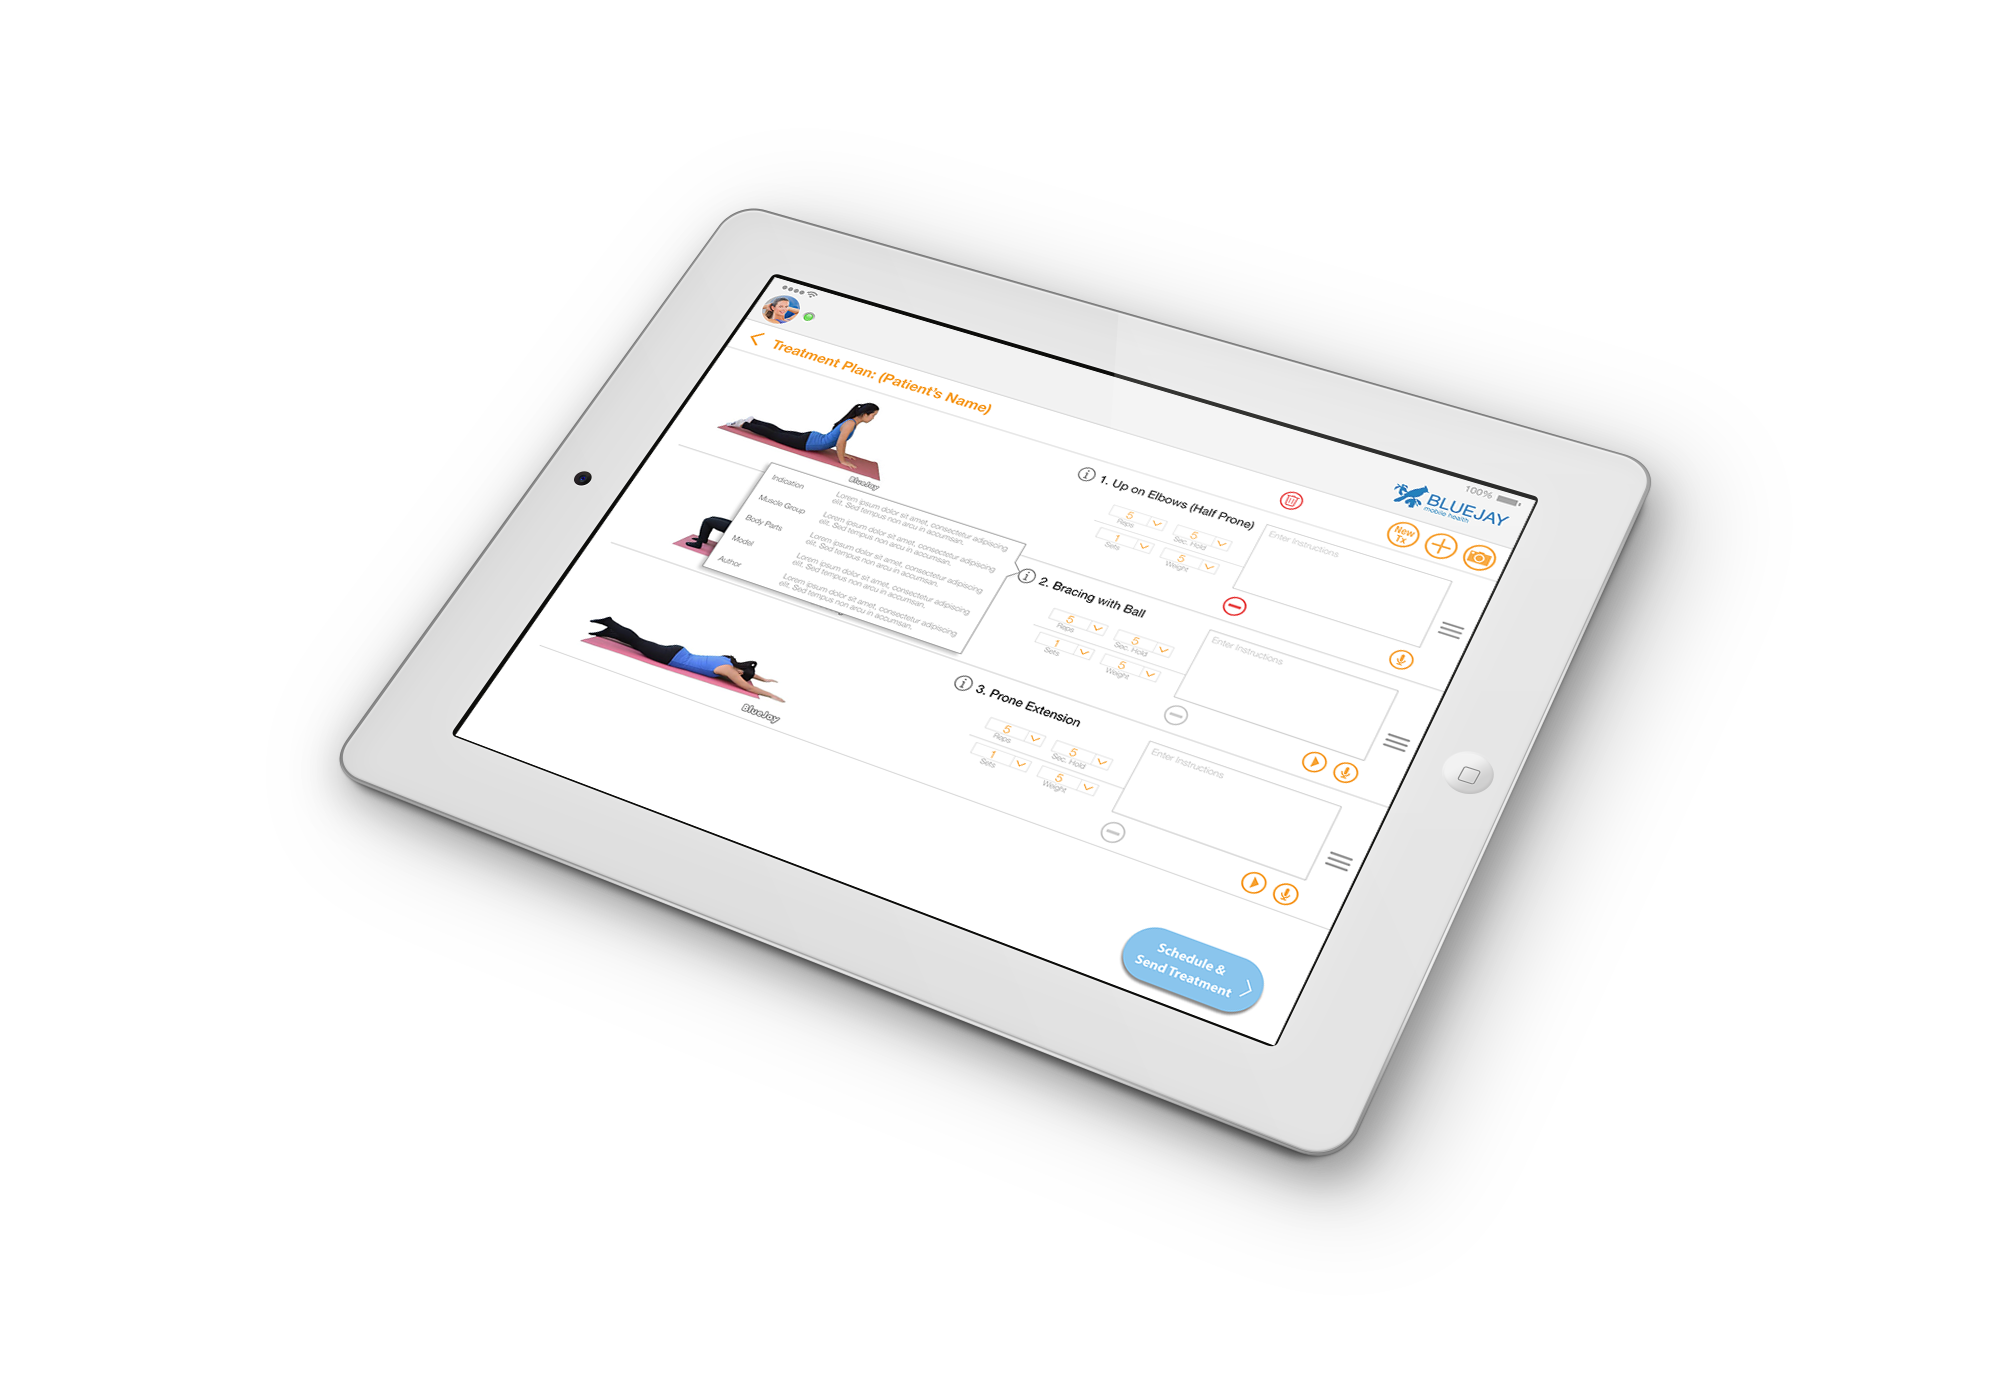 100%
BLUEJAY
mobile health
Treatment Plan: (Patient's Name)
New
Tx
BlueJay
1. Up on Elbows (Half Prone)
5
Reps
5
Sec. Hold
1
Sets
5
Weight
Enter Instructions
Indication
Lorem ipsum dolor sit amet, consectetur adipiscing
elit. Sed tempus non arcu in accumsan.
Muscle Group
Lorem ipsum dolor sit amet, consectetur adipiscing
elit. Sed tempus non arcu in accumsan.
Body Parts
Lorem ipsum dolor sit amet, consectetur adipiscing
elit. Sed tempus non arcu in accumsan.
Model
Lorem ipsum dolor sit amet, consectetur adipiscing
elit. Sed tempus non arcu in accumsan.
Author
Lorem ipsum dolor sit amet, consectetur adipiscing
elit. Sed tempus non arcu in accumsan.
2. Bracing with Ball
5
Reps
5
Sec. Hold
1
Sets
5
Weight
Enter Instructions
BlueJay
3. Prone Extension
5
Reps
5
Sec. Hold
1
Sets
5
Weight
Enter Instructions
Schedule &
Send Treatment